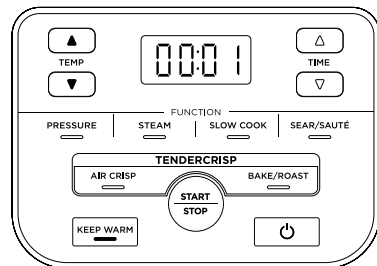 00:01
TEMP
TIME
FUNCTION
PRESSURE STEAM SLOW COOK SEAR/SAUTÉ
TENDERCRISP
AIR CRISP BAKE/ROAST
START
STOP
KEEP WARM